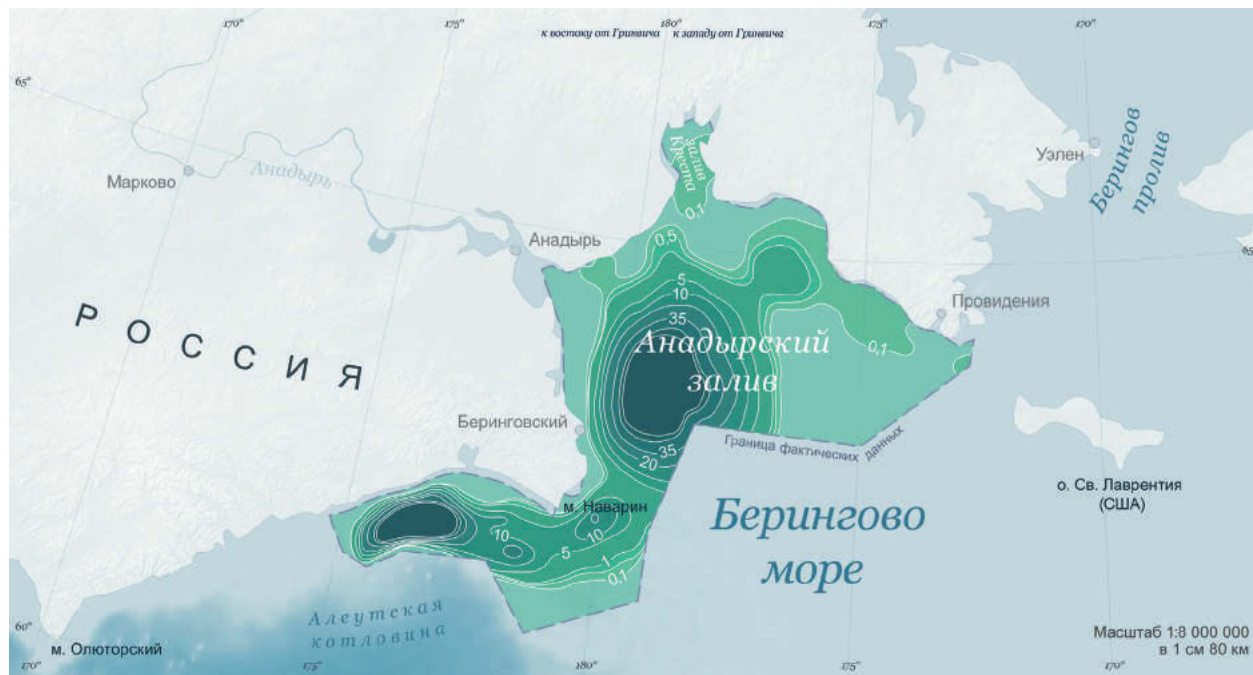 170°
175°
180°
175°
170°
к востоку от Гринвича к западу от Гринвича
65°
Марково
Анадырь
Анадырь
залив
Креста
0,1
0,5
Уэлен
Берингов
пролив
65
5
10
35
Анадырский
залив
Провидения
0,1
РОССИЯ
Беринговский
35
20
Граница фактических данных
м. Наварин
10
10
5
1
0,1
Берингово
море
о. Св. Лаврентия
(США)
Алеутская
котловина
60°
м. Олюторский
Масштаб 1:8 000 000
в 1 см 80 км
170°
175°
180°
175°
170°